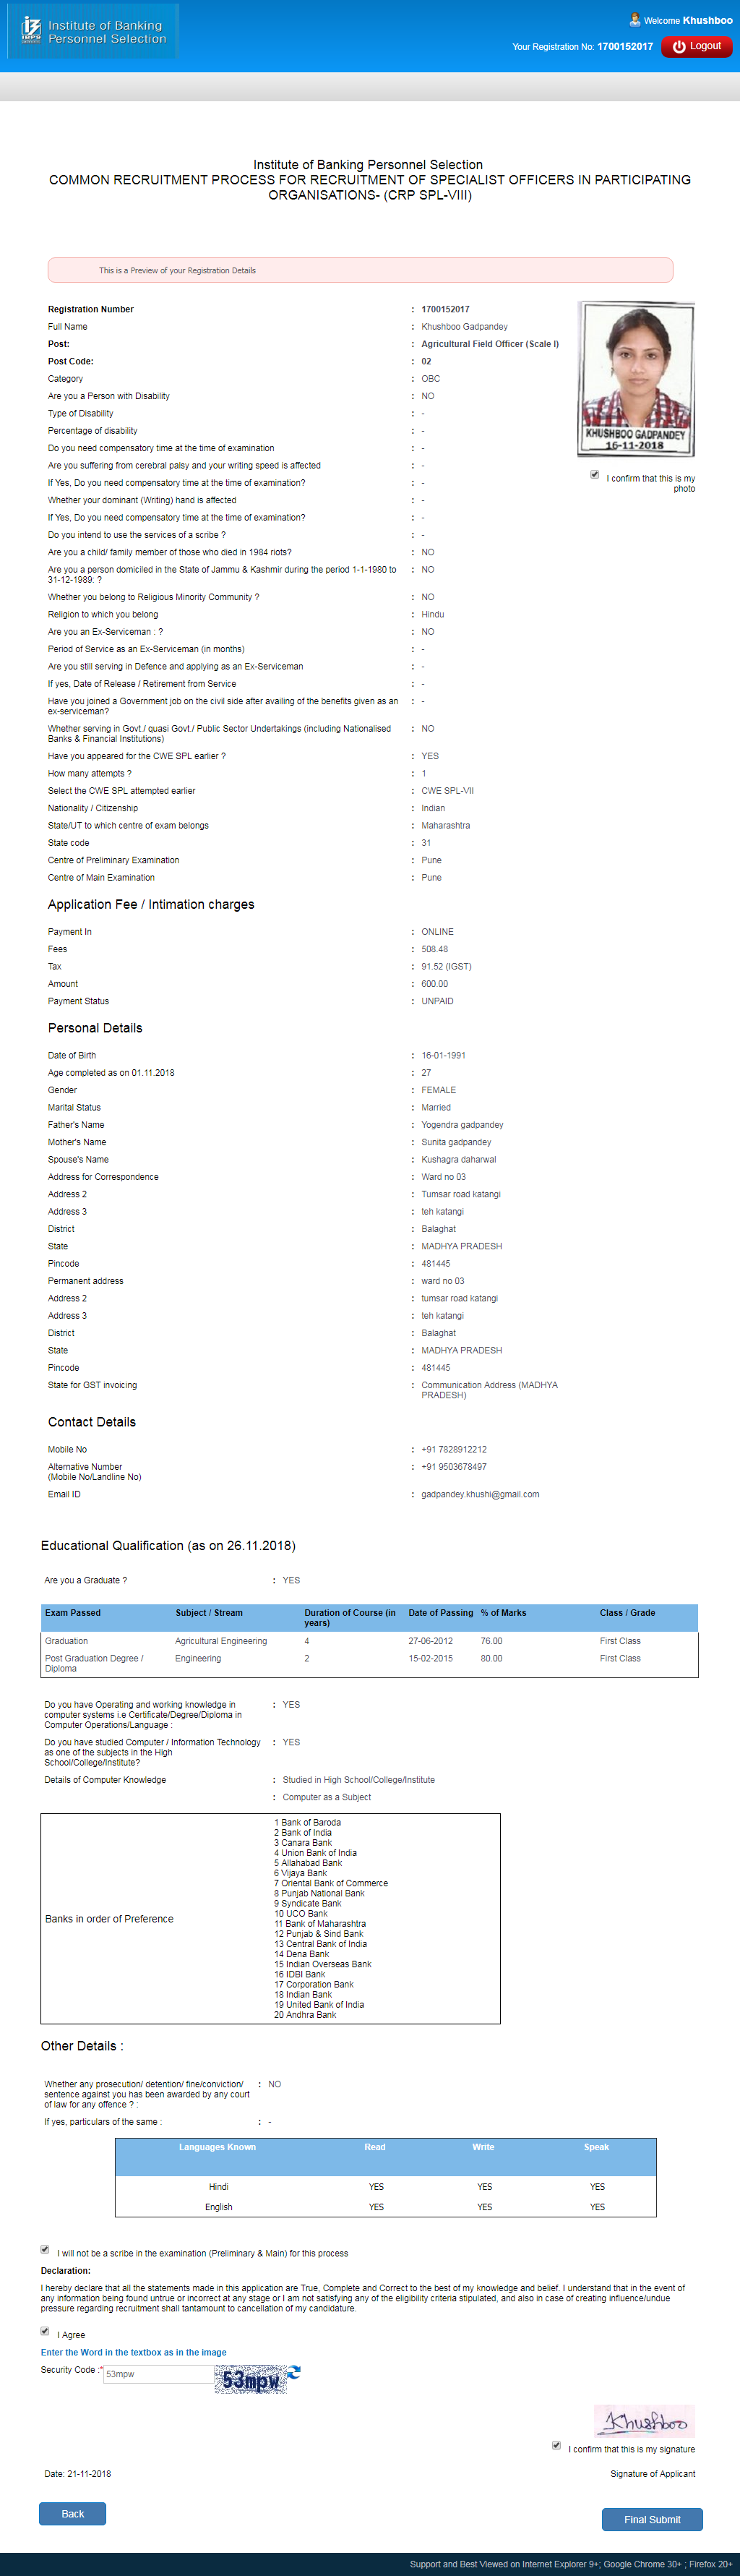 IBPS
Institute of Banking
Personnel Selection
Welcome Khushboo
Your Registration No: 1700152017
Logout
Institute of Banking Personnel Selection
COMMON RECRUITMENT PROCESS FOR RECRUITMENT OF SPECIALIST OFFICERS IN PARTICIPATING
ORGANISATIONS- (CRP SPL-VIII)
This is a Preview of your Registration Details
Registration Number : 1700152017
Full Name : Khushboo Gadpandey
Post: : Agricultural Field Officer (Scale I)
Post Code: : 02
Category : OBC
Are you a Person with Disability : NO
Type of Disability : -
Percentage of disability : -
KHUSHBOO GADPANDEY
16-11-2018
Do you need compensatory time at the time of examination : -
Are you suffering from cerebral palsy and your writing speed is affected : -
I confirm that this is my
photo
If Yes, Do you need compensatory time at the time of examination? : -
Whether your dominant (Writing) hand is affected : -
If Yes, Do you need compensatory time at the time of examination? : -
Do you intend to use the services of a scribe ? : -
Are you a child/ family member of those who died in 1984 riots? : NO
Are you a person domiciled in the State of Jammu & Kashmir during the period 1-1-1980 to : NO
31-12-1989: ?
Whether you belong to Religious Minority Community ? : NO
Religion to which you belong : Hindu
Are you an Ex-Serviceman : ? : NO
Period of Service as an Ex-Serviceman (in months) : -
Are you still serving in Defence and applying as an Ex-Serviceman : -
If yes, Date of Release / Retirement from Service : -
Have you joined a Government job on the civil side after availing of the benefits given as an : -
ex-serviceman?
Whether serving in Govt./ quasi Govt./ Public Sector Undertakings (including Nationalised : NO
Banks & Financial Institutions)
Have you appeared for the CWE SPL earlier ? : YES
How many attempts ? : 1
Select the CWE SPL attempted earlier : CWE SPL-VII
Nationality / Citizenship : Indian
State/UT to which centre of exam belongs : Maharashtra
State code : 31
Centre of Preliminary Examination : Pune
Centre of Main Examination : Pune
Application Fee / Intimation charges
Payment In : ONLINE
Fees : 508.48
Tax : 91.52 (IGST)
Amount : 600.00
Payment Status : UNPAID
Personal Details
Date of Birth : 16-01-1991
Age completed as on 01.11.2018 : 27
Gender : FEMALE
Marital Status : Married
Father's Name : Yogendra gadpandey
Mother's Name : Sunita gadpandey
Spouse's Name : Kushagra daharwal
Address for Correspondence : Ward no 03
Address 2 : Tumsar road katangi
Address 3 : teh katangi
District : Balaghat
State : MADHYA PRADESH
Pincode : 481445
Permanent address : ward no 03
Address 2 : tumsar road katangi
Address 3 : teh katangi
District : Balaghat
State : MADHYA PRADESH
Pincode : 481445
State for GST invoicing : Communication Address (MADHYA
PRADESH)
Contact Details
Mobile No : +91 7828912212
Alternative Number : +91 9503678497
(Mobile No/Landline No)
Email ID : gadpandey.khushi@gmail.com
Educational Qualification (as on 26.11.2018)
Are you a Graduate ? : YES
Exam Passed Subject / Stream Duration of Course (in Date of Passing % of Marks Class / Grade
years)
Graduation Agricultural Engineering 4 27-06-2012 76.00 First Class
Post Graduation Degree / Engineering 2 15-02-2015 80.00 First Class
Diploma
Do you have Operating and working knowledge in : YES
computer systems i.e Certificate/Degree/Diploma in
Computer Operations/Language :
Do you have studied Computer / Information Technology : YES
as one of the subjects in the High
School/College/Institute?
Details of Computer Knowledge : Studied in High School/College/Institute
: Computer as a Subject
Banks in order of Preference
1 Bank of Baroda
2 Bank of India
3 Canara Bank
4 Union Bank of India
5 Allahabad Bank
6 Vijaya Bank
7 Oriental Bank of Commerce
8 Punjab National Bank
9 Syndicate Bank
10 UCO Bank
11 Bank of Maharashtra
12 Punjab & Sind Bank
13 Central Bank of India
14 Dena Bank
15 Indian Overseas Bank
16 IDBI Bank
17 Corporation Bank
18 Indian Bank
19 United Bank of India
20 Andhra Bank
Other Details :
Whether any prosecution/ detention/ fine/conviction/ : NO
sentence against you has been awarded by any court
of law for any offence ? :
If yes, particulars of the same : : -
Languages Known Read Write Speak
Hindi YES YES YES
English YES YES YES
I will not be a scribe in the examination (Preliminary & Main) for this process
Declaration:
I hereby declare that all the statements made in this application are True, Complete and Correct to the best of my knowledge and belief. I understand that in the event of
any information being found untrue or incorrect at any stage or I am not satisfying any of the eligibility criteria stipulated, and also in case of creating influence/undue
pressure regarding recruitment shall tantamount to cancellation of my candidature.
I Agree
Enter the Word in the textbox as in the image
Security Code :* 53mpw 53mpw
Khushboo
I confirm that this is my signature
Date: 21-11-2018 Signature of Applicant
Back Final Submit
Support and Best Viewed on Internet Explorer 9+; Google Chrome 30+ ; Firefox 20+